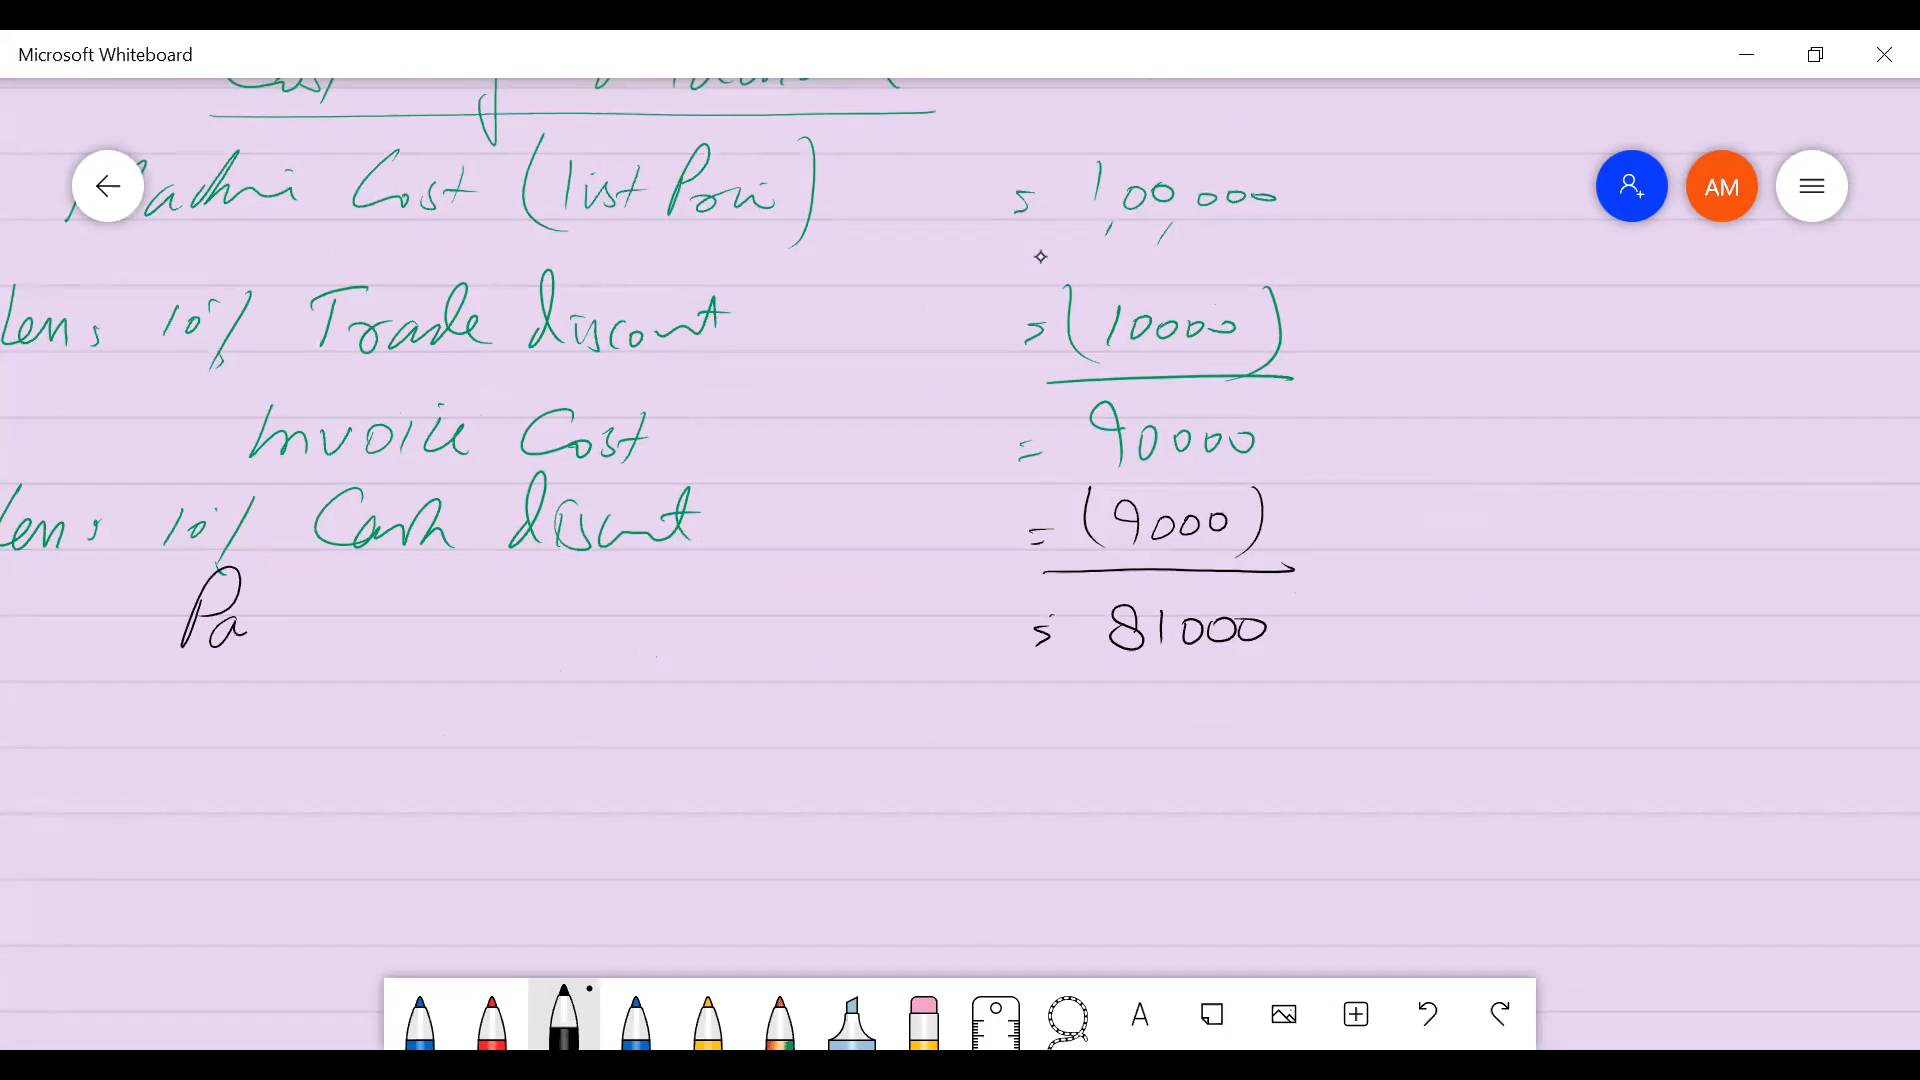 Microsoft Whiteboard
Cost (list Price) = 1,00,000
AM
Less: 10% Trade discount = (10000)
Invoice Cost = 90000
Less: 10% Cash discount = (9000)
Pa = 81000
A